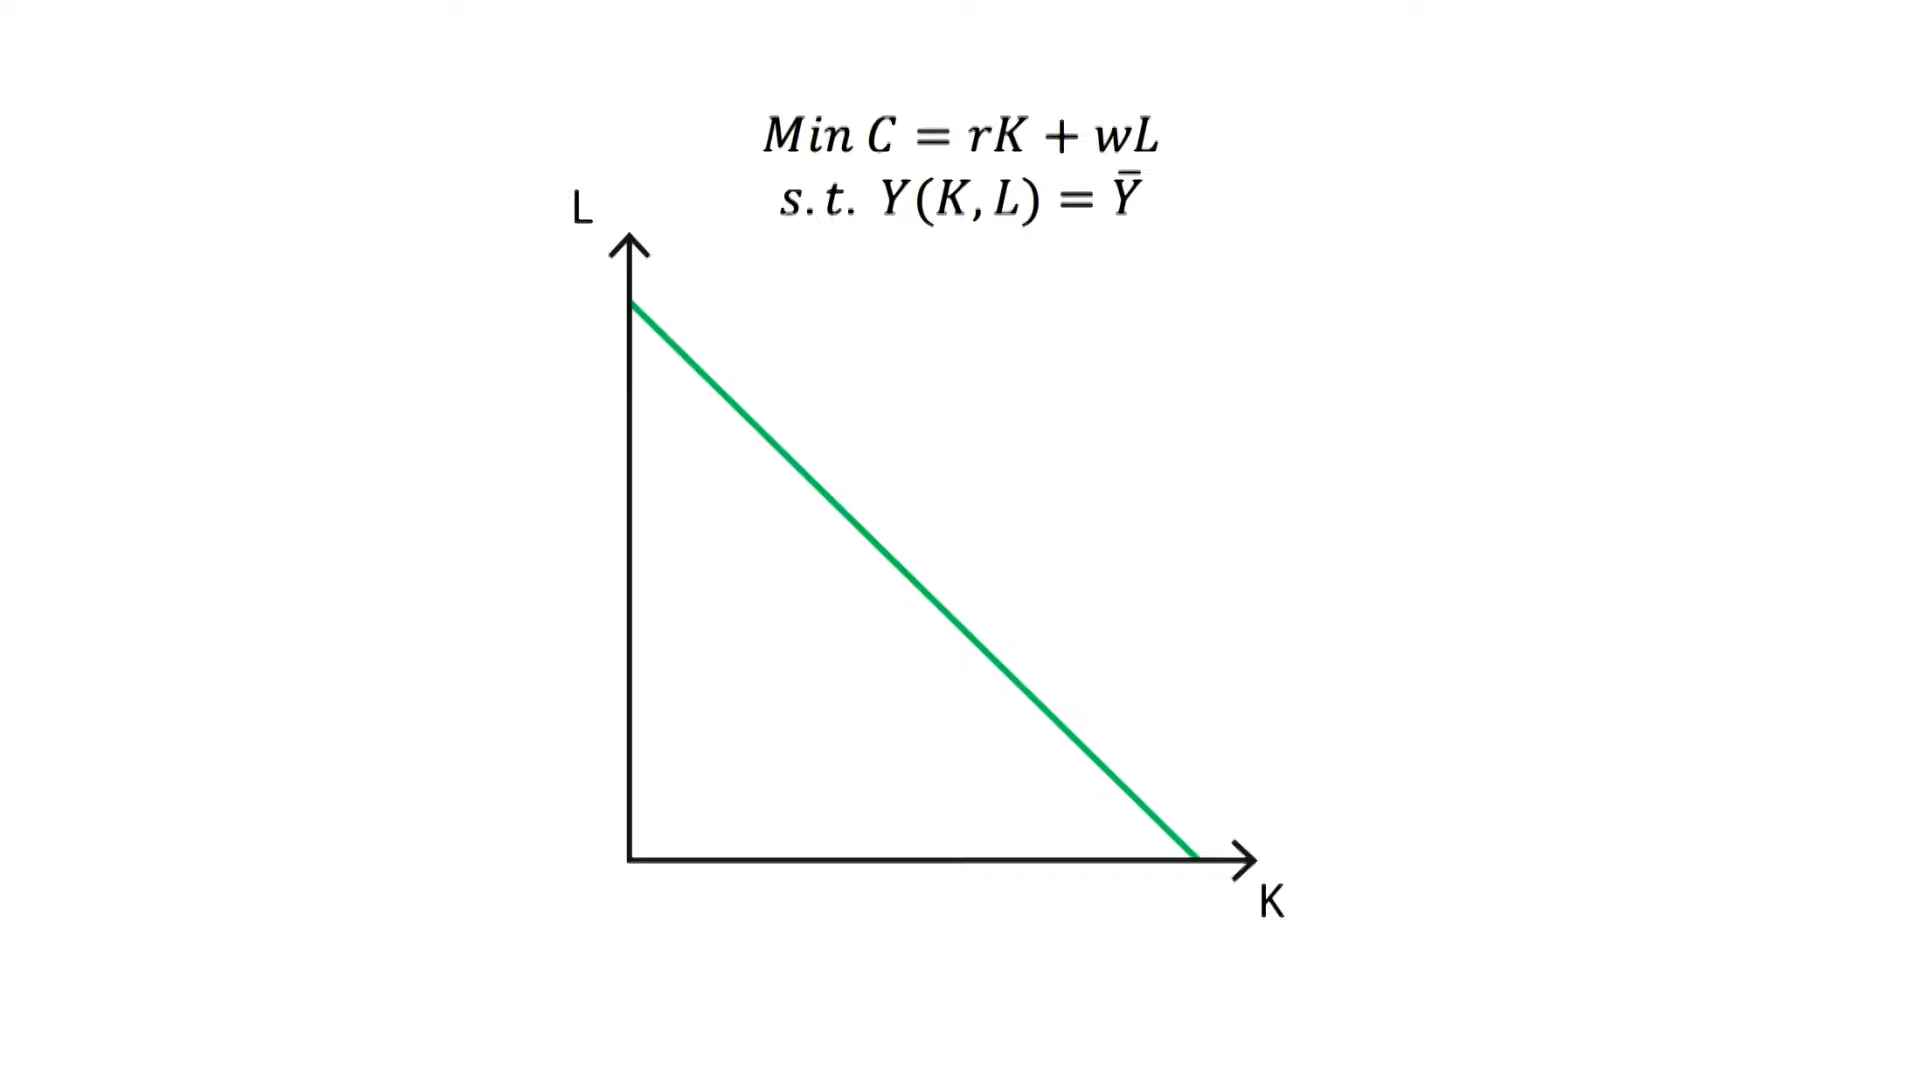 Min C = rK + wL
s.t. Y(K, L) = Ȳ
L
K